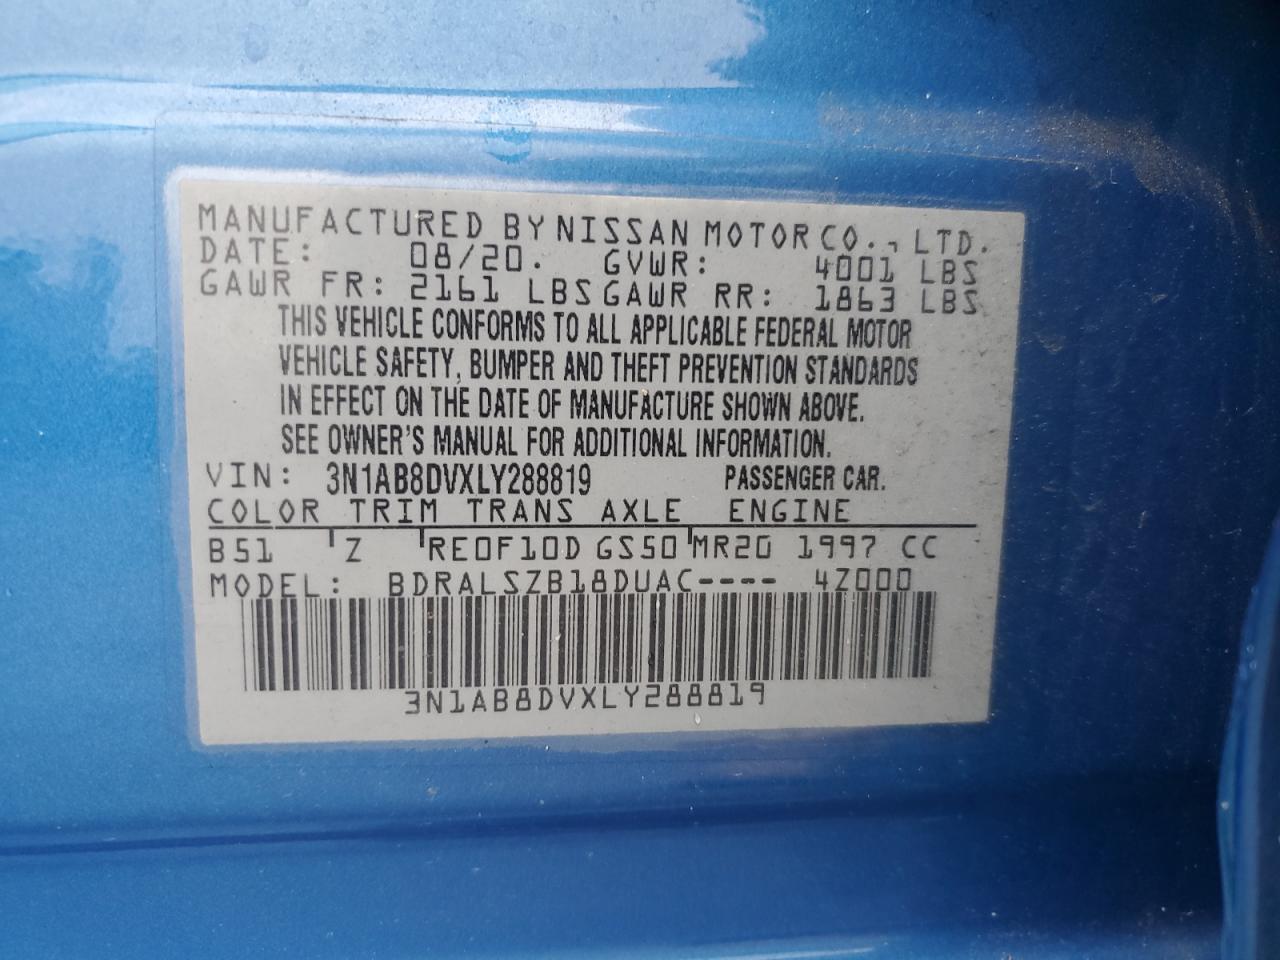 MANUFACTURED BY NISSAN MOTOR CO., LTD.
DATE: 08/20. GVWR: 4001 LBS
GAWR FR: 2161 LBS GAWR RR: 1863 LBS
THIS VEHICLE CONFORMS TO ALL APPLICABLE FEDERAL MOTOR
VEHICLE SAFETY, BUMPER AND THEFT PREVENTION STANDARDS
IN EFFECT ON THE DATE OF MANUFACTURE SHOWN ABOVE.
SEE OWNER'S MANUAL FOR ADDITIONAL INFORMATION.
VIN: 3N1AB8DVXLY288819 PASSENGER CAR.
COLOR TRIM TRANS AXLE ENGINE
B51 Z RE0F10D GS50 MR20 1997 CC
MODEL: BDRALSZB18DUAC---- 4Z000
3N1AB8DVXLY288819